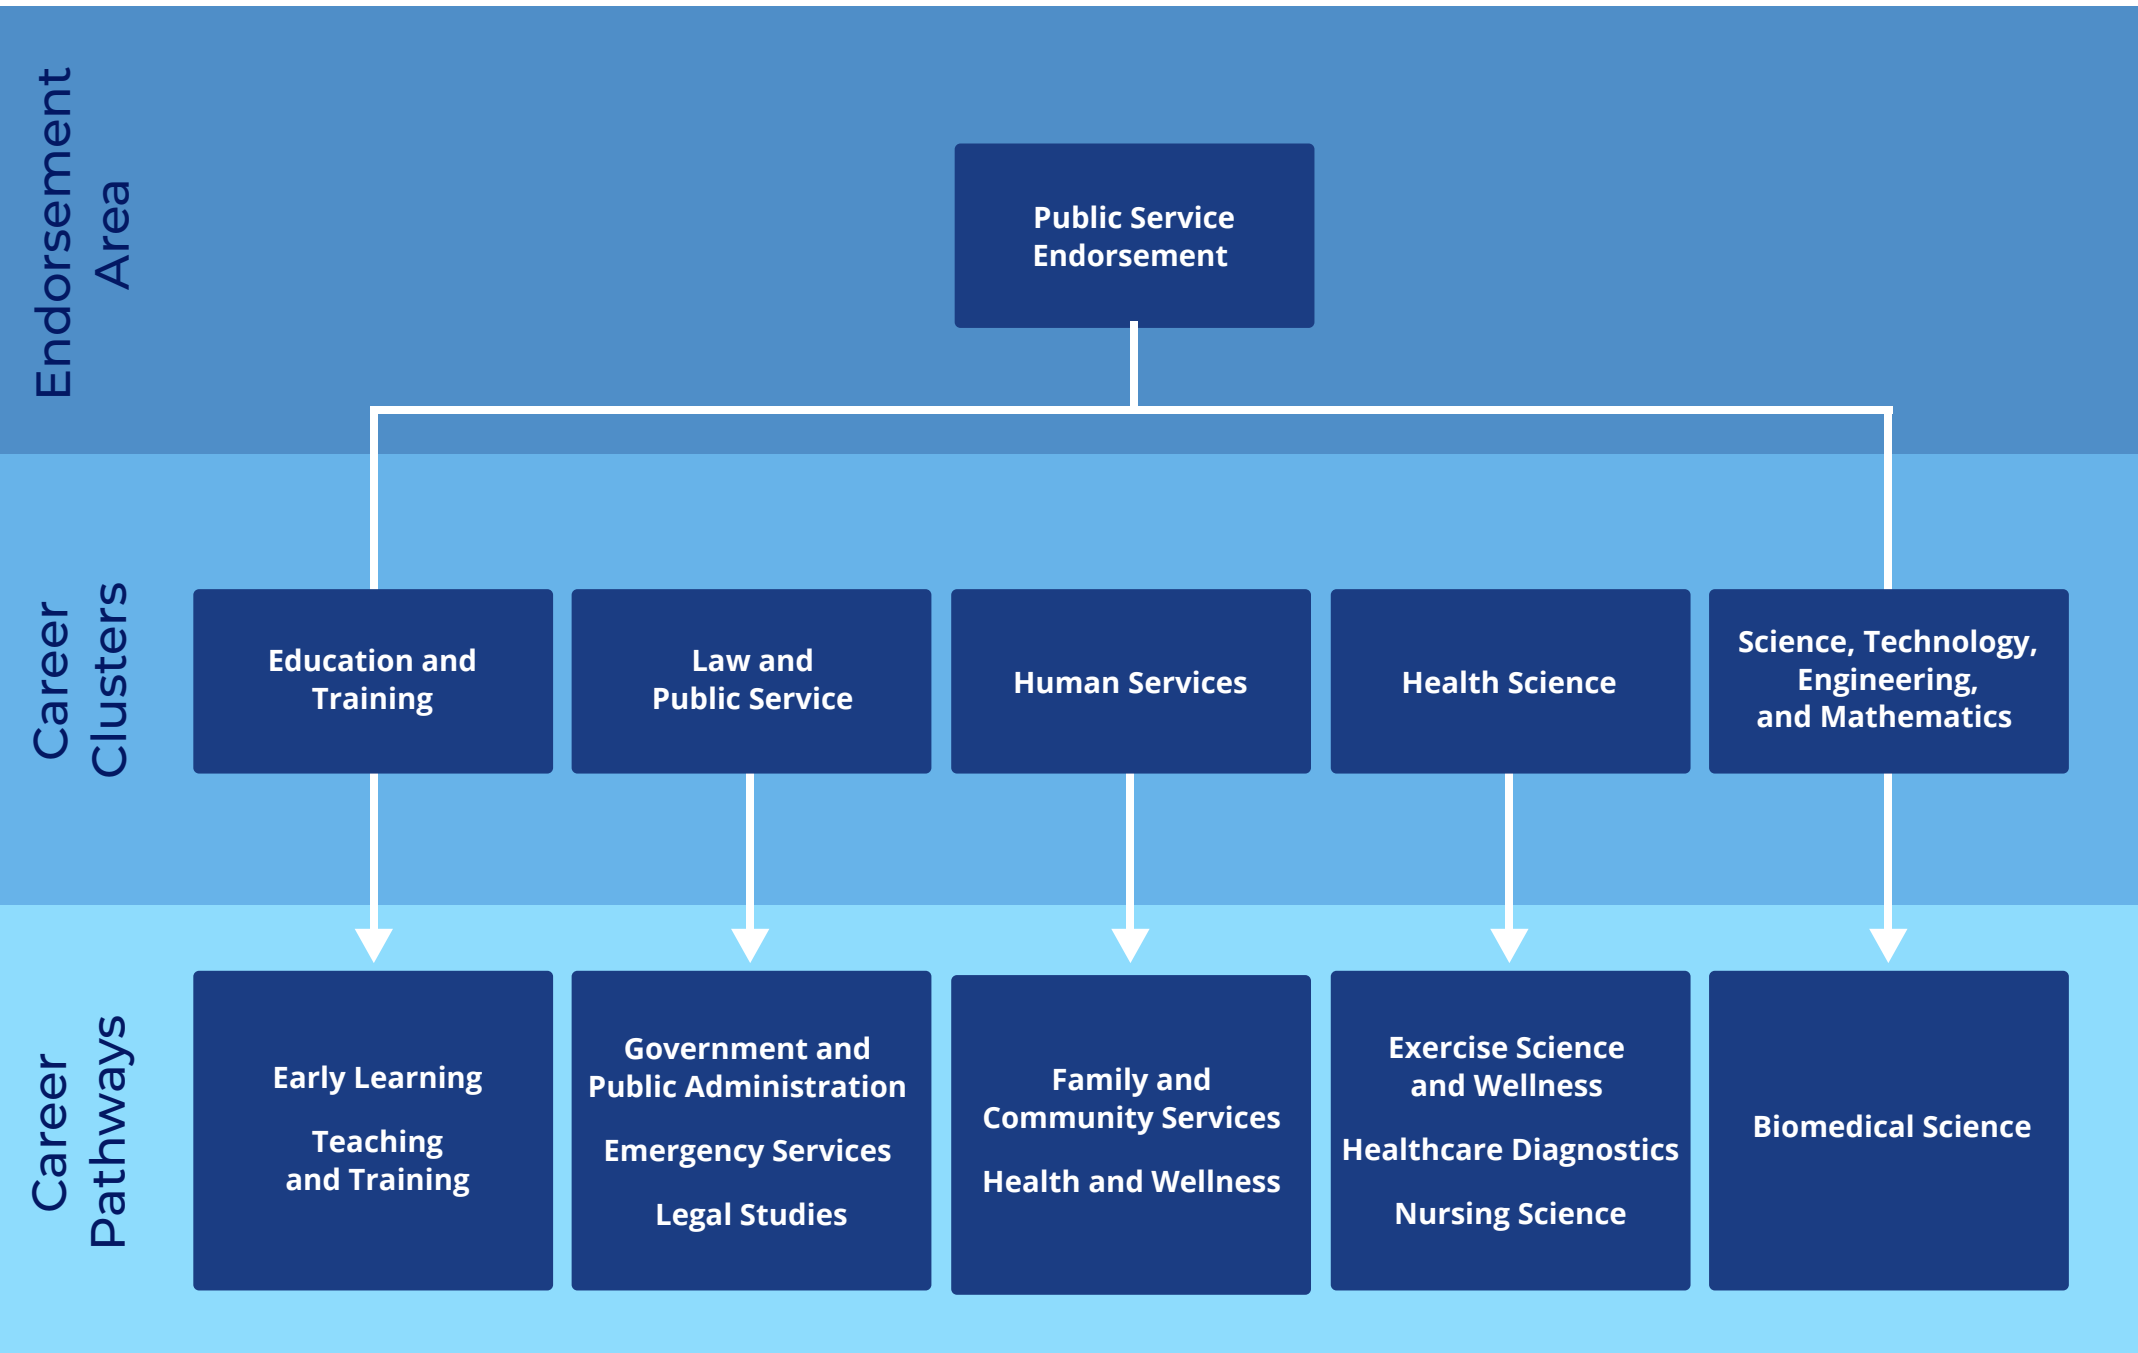 Endorsement
Area
Public Service
Endorsement
Career
Clusters
Education and
Training
Law and
Public Service
Human Services
Health Science
Science, Technology,
Engineering,
and Mathematics
Career
Pathways
Early Learning
Teaching
and Training
Government and
Public Administration
Emergency Services
Legal Studies
Family and
Community Services
Health and Wellness
Exercise Science
and Wellness
Healthcare Diagnostics
Nursing Science
Biomedical Science